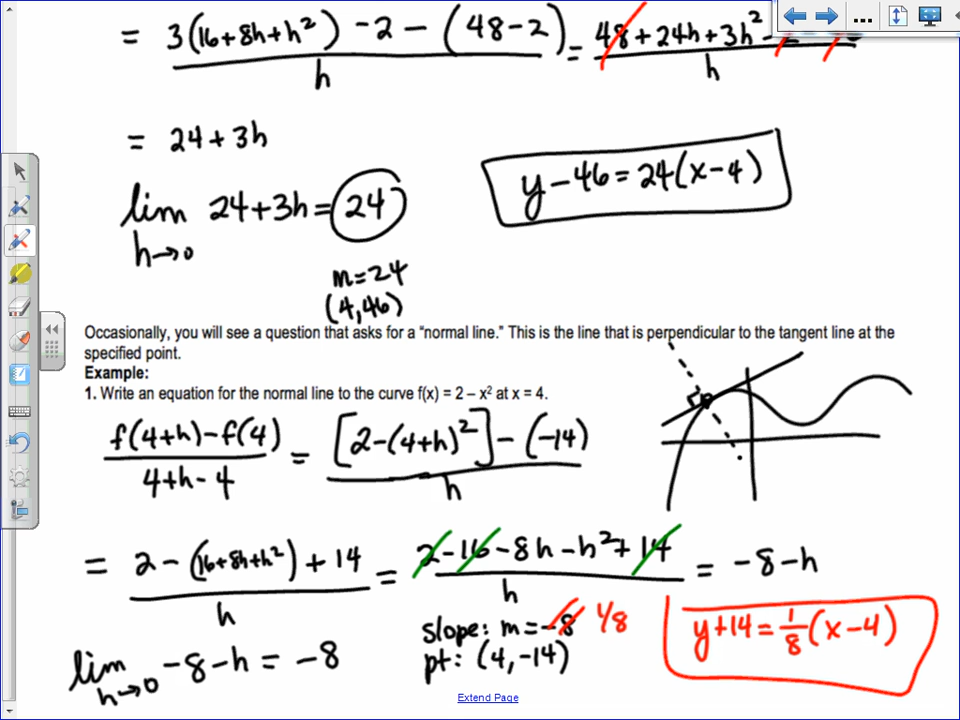 = 3(16+8h+h²) -2 - (48-2) / h = 48 + 24h + 3h² - 2 / h
= 24 + 3h
lim h→0 24+3h = 24
y - 46 = 24(x-4)
m = 24
(4,46)
Occasionally, you will see a question that asks for a “normal line.” This is the line that is perpendicular to the tangent line at the
specified point.
Example:
1. Write an equation for the normal line to the curve f(x) = 2 – x² at x = 4.
f(4+h) - f(4) / 4+h-4 = [2-(4+h)²] - (-14) / h
= 2 - (16+8h+h²) + 14 / h = 2 - 16 - 8h - h² + 14 / h = -8-h
lim h→0 -8-h = -8
slope: m = -8 1/8
pt: (4,-14)
y+14 = 1/8 (x-4)
Extend Page